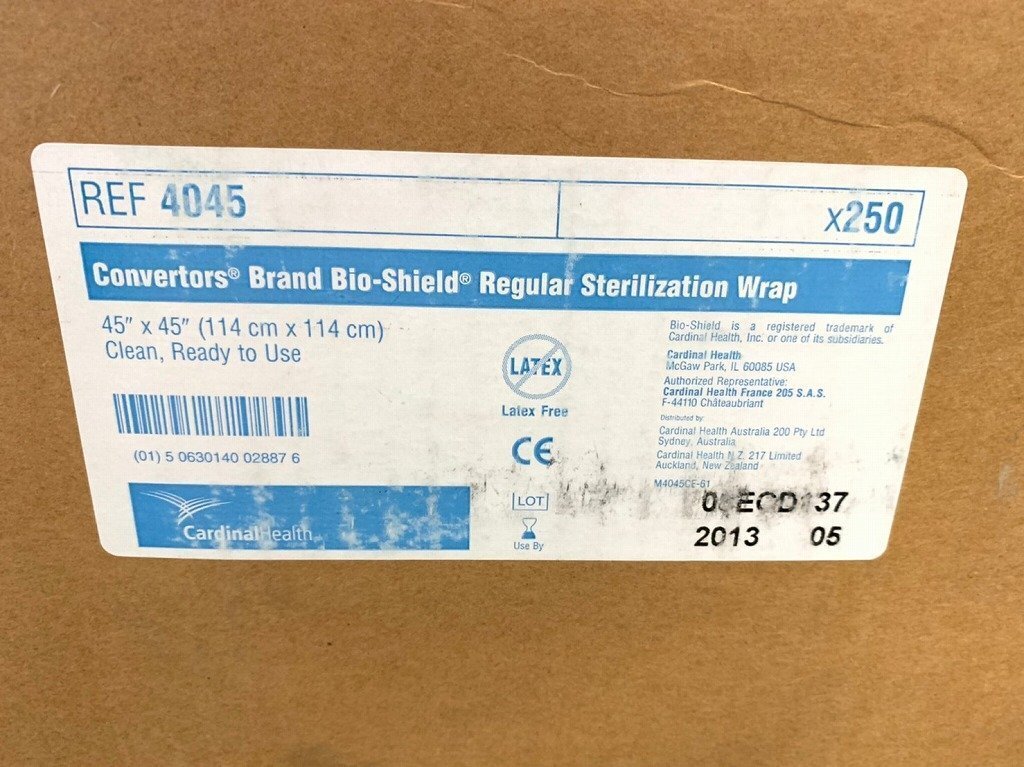 REF 4045
x250
Convertors® Brand Bio-Shield® Regular Sterilization Wrap
45" x 45" (114 cm x 114 cm)
Clean, Ready to Use
(01) 5 0630140 02887 6
CardinalHealth
LATEX
Latex Free
CE
LOT
Use By
Bio-Shield is a registered trademark of
Cardinal Health, Inc. or one of its subsidiaries.
Cardinal Health
McGaw Park, IL 60085 USA
Authorized Representative:
Cardinal Health France 205 S.A.S.
F-44110 Châteaubriant
Distributed by:
Cardinal Health Australia 200 Pty Ltd
Sydney, Australia
Cardinal Health N.Z. 217 Limited
Auckland, New Zealand
M4045CE-61
2013 05